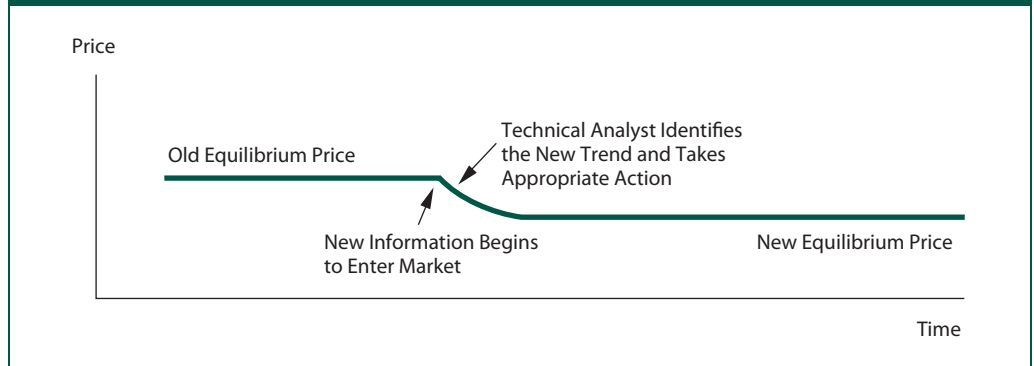 Price
Technical Analyst Identifies
the New Trend and Takes
Appropriate Action
Old Equilibrium Price
New Information Begins
to Enter Market
New Equilibrium Price
Time